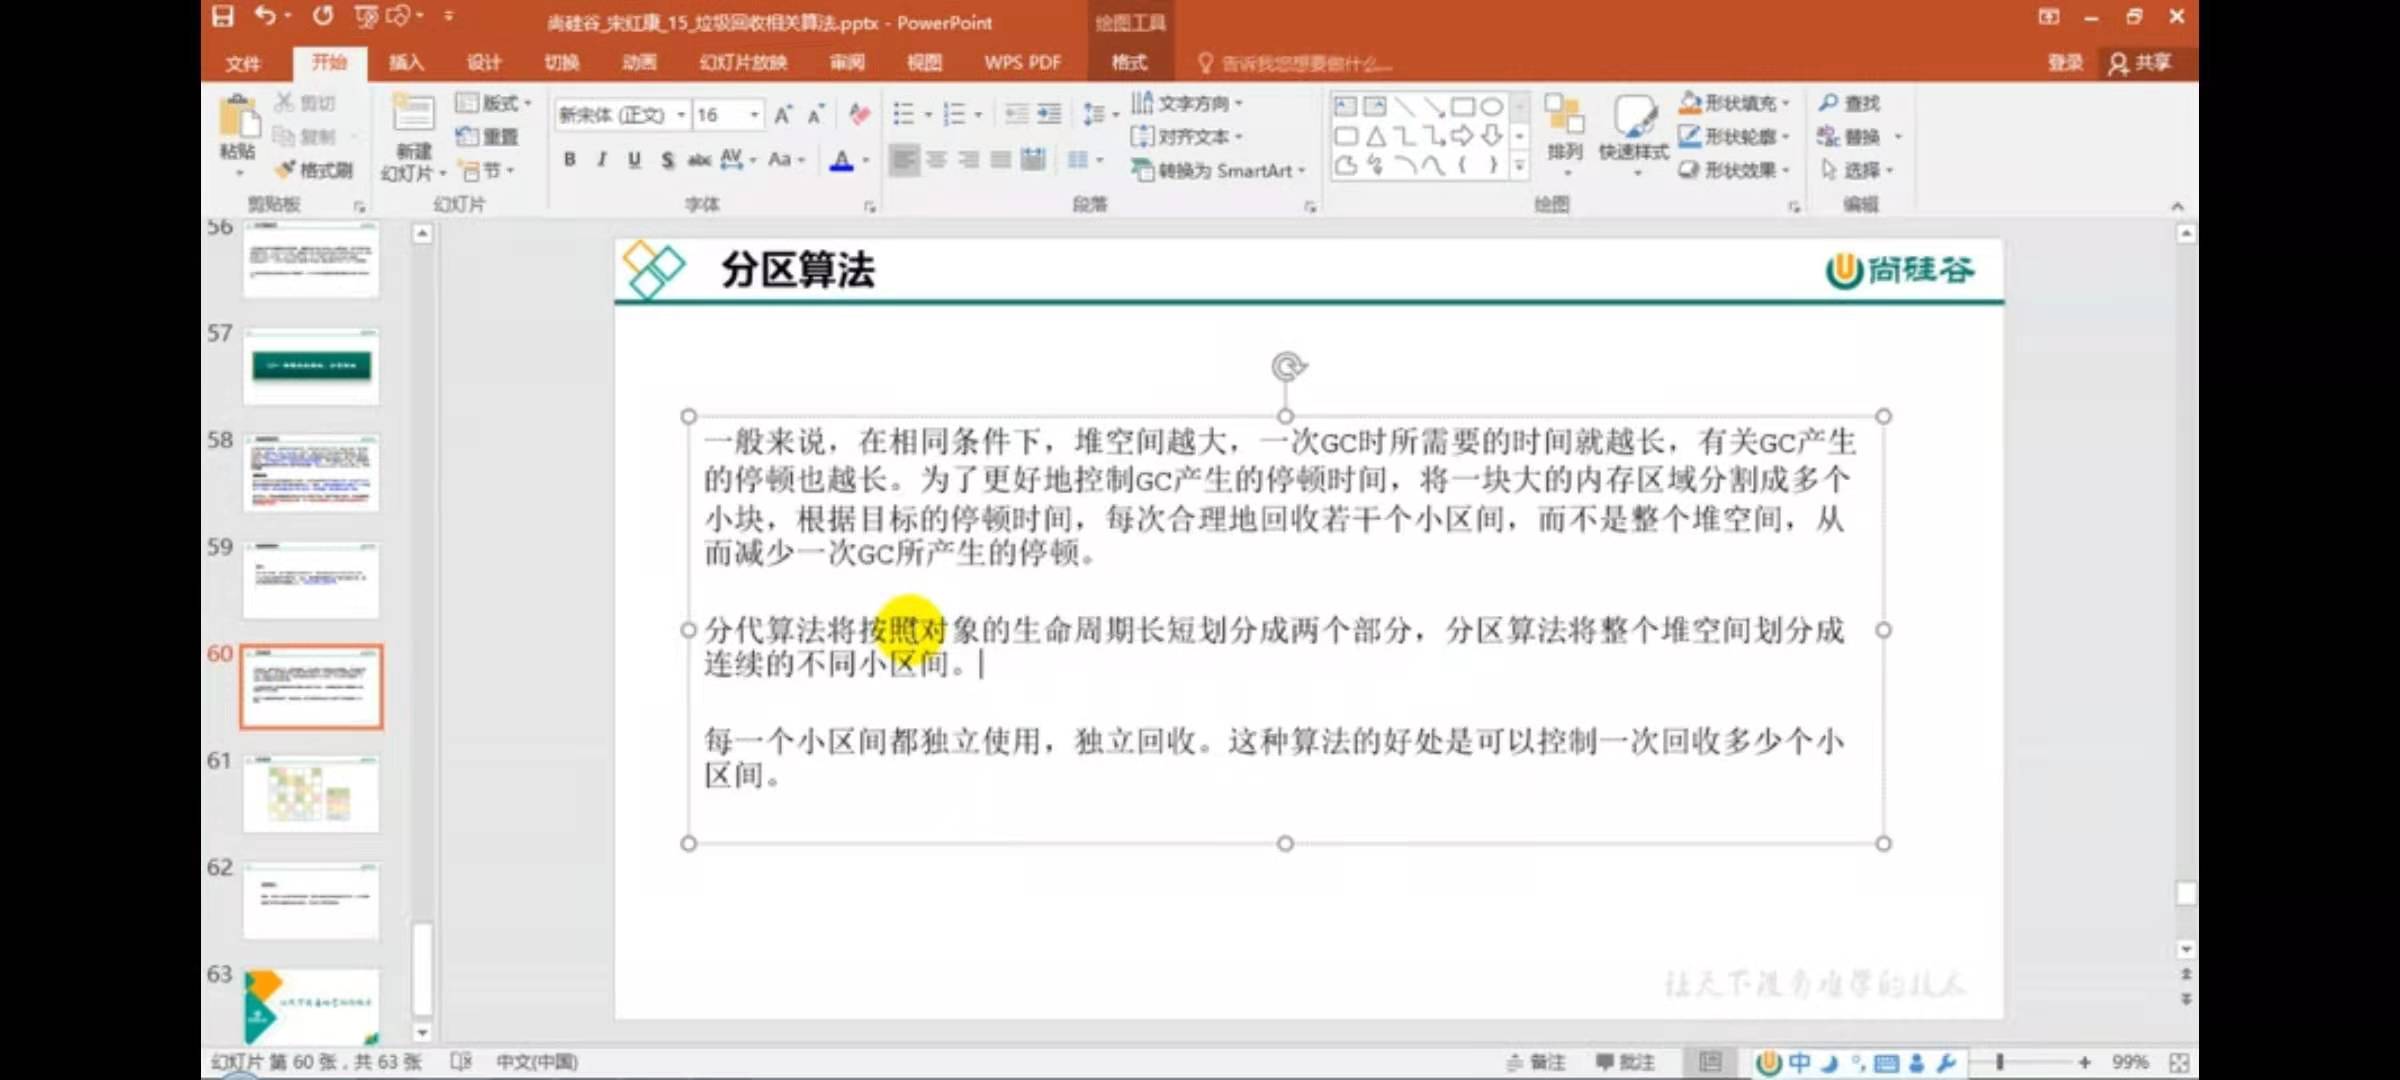 尚硅谷_宋红康_15_垃圾回收相关算法.pptx - PowerPoint
绘图工具
文件 开始 插入 设计 切换 动画 幻灯片放映 审阅 视图 WPS PDF 格式 告诉我您想要做什么... 登录 共享
粘贴 剪切 复制 格式刷
新建幻灯片 版式 重置 节
新宋体 (正文) 16
B I U S abc AV Aa A
文字方向 对齐文本 转换为 SmartArt
排列 快速样式 形状填充 形状轮廓 形状效果
查找 替换 选择
剪贴板 幻灯片 字体 段落 绘图 编辑
56
57
58
59
60
61
62
63
分区算法
尚硅谷
一般来说，在相同条件下，堆空间越大，一次GC时所需要的时间就越长，有关GC产生
的停顿也越长。为了更好地控制GC产生的停顿时间，将一块大的内存区域分割成多个
小块，根据目标的停顿时间，每次合理地回收若干个小区间，而不是整个堆空间，从
而减少一次GC所产生的停顿。
分代算法将按照对象的生命周期长短划分成两个部分，分区算法将整个堆空间划分成
连续的不同小区间。
每一个小区间都独立使用，独立回收。这种算法的好处是可以控制一次回收多少个小
区间。
让天下没有难学的技术
幻灯片 第 60 张，共 63 张 中文(中国) 备注 批注 中 99%